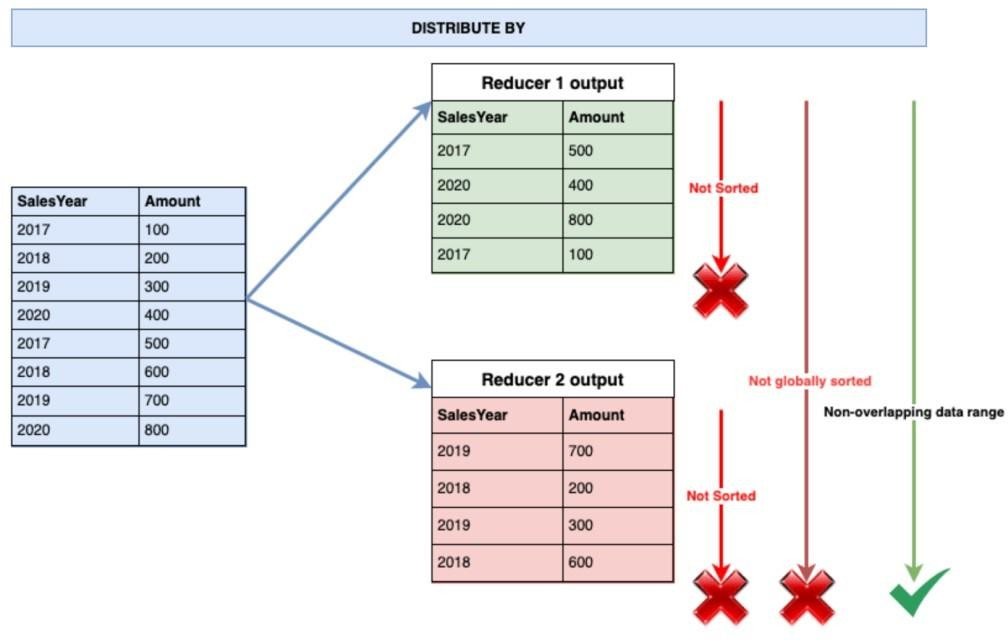 DISTRIBUTE BY
SalesYear Amount
2017 100
2018 200
2019 300
2020 400
2017 500
2018 600
2019 700
2020 800
Reducer 1 output
SalesYear Amount
2017 500
2020 400
2020 800
2017 100
Not Sorted
Reducer 2 output
SalesYear Amount
2019 700
2018 200
2019 300
2018 600
Not Sorted
Not globally sorted
Non-overlapping data range